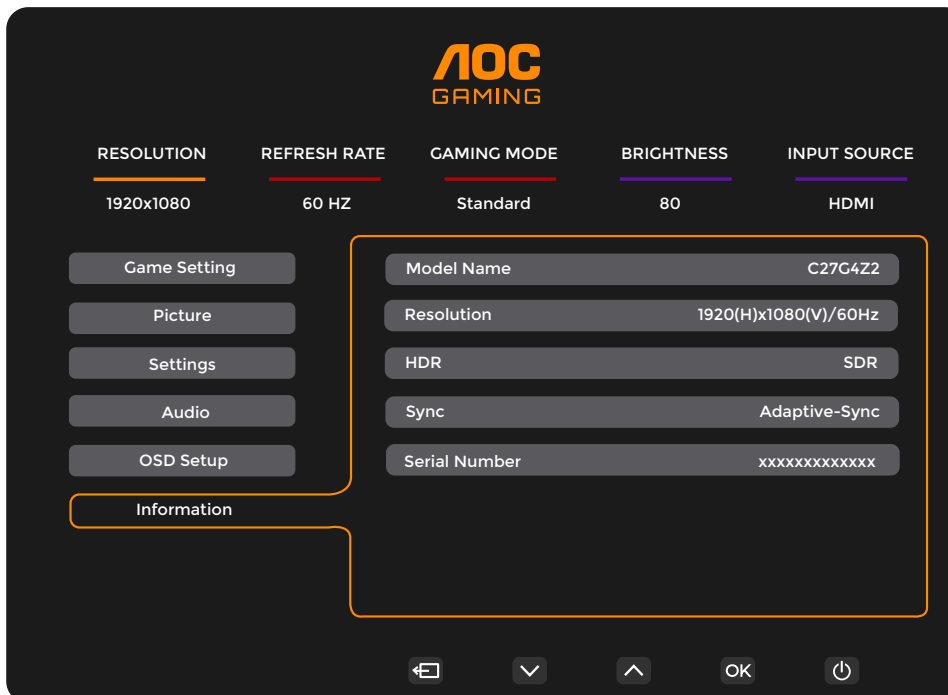 AOC
GAMING
RESOLUTION REFRESH RATE GAMING MODE BRIGHTNESS INPUT SOURCE
1920x1080 60 HZ Standard 80 HDMI
Game Setting
Model Name C27G4Z2
Picture
Resolution 1920(H)x1080(V)/60Hz
Settings
HDR SDR
Audio
Sync Adaptive-Sync
OSD Setup
Serial Number xxxxxxxxxxxxx
Information
OK